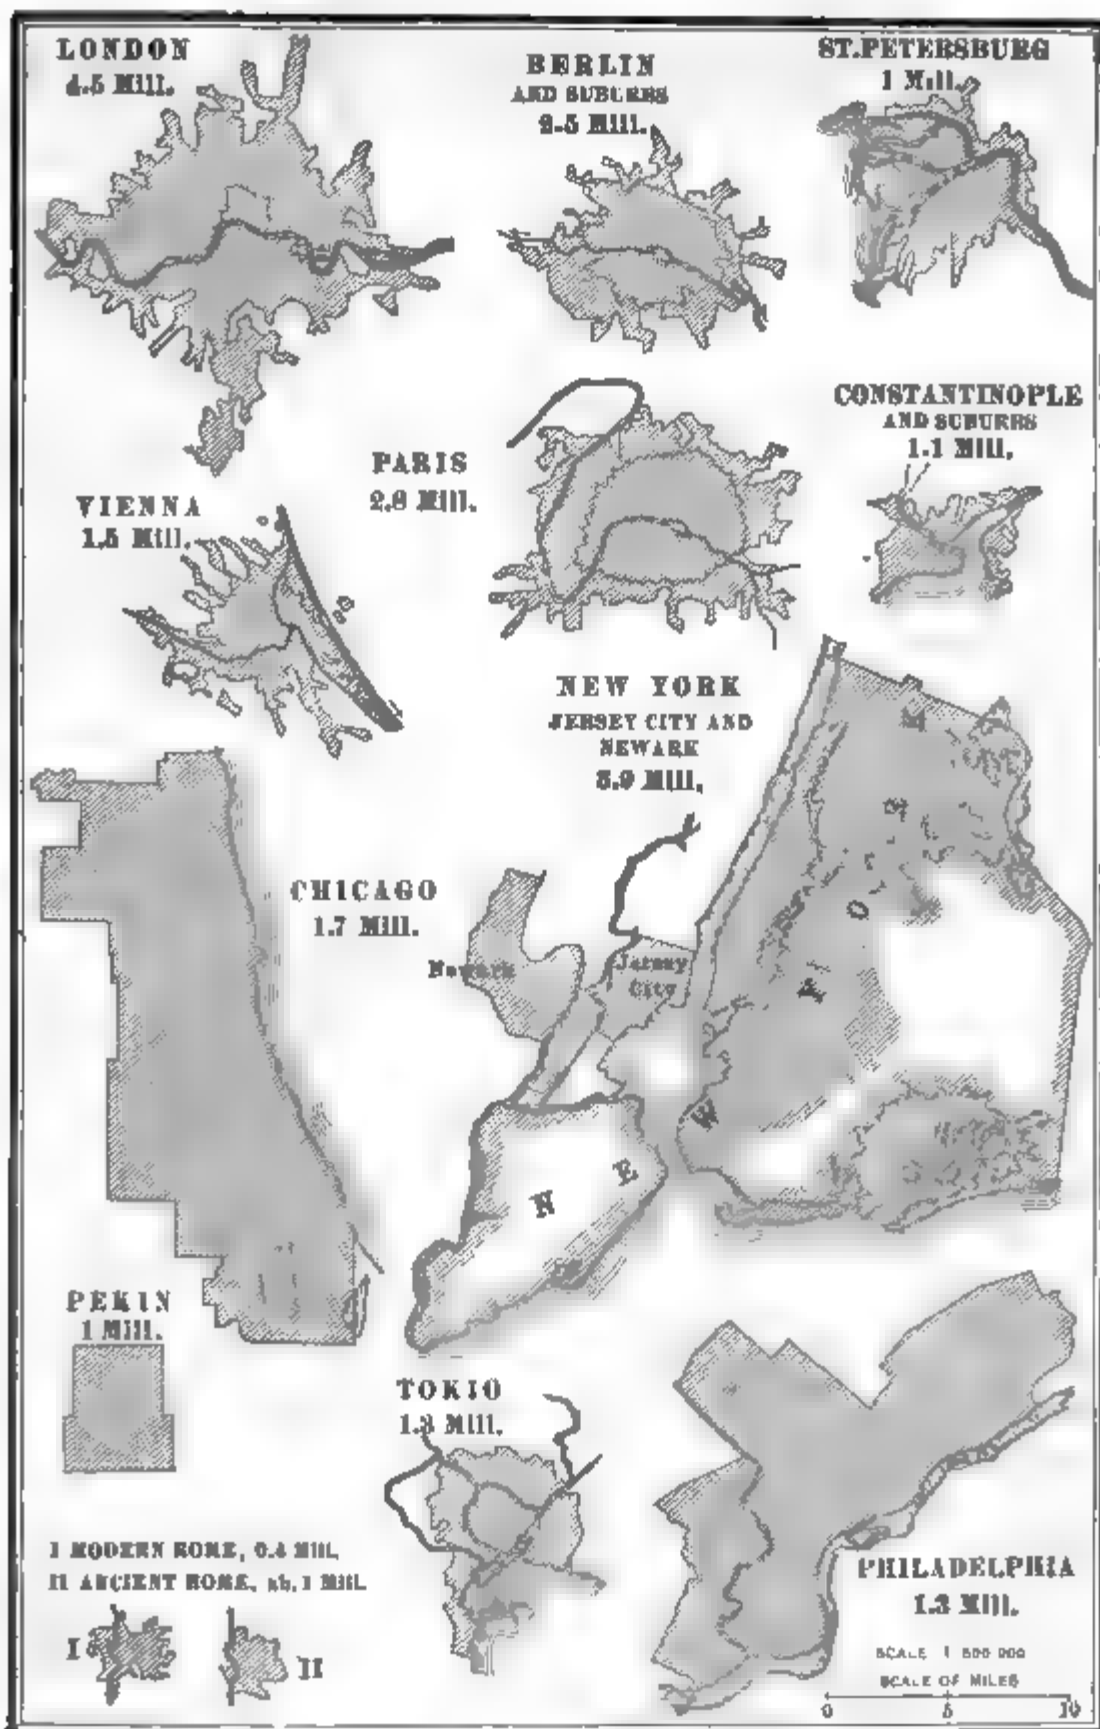 LONDON
4.5 Mill.
BERLIN
AND SUBURBS
2.5 Mill.
ST. PETERSBURG
1 Mill.
CONSTANTINOPLE
AND SUBURBS
1.1 Mill.
PARIS
2.8 Mill.
VIENNA
1.5 Mill.
NEW YORK
JERSEY CITY AND
NEWARK
Mill.
CHICAGO
1.7 Mill.
Newark
Jersey
City
N E W Y O
PEKIN
1 Mill.
TOKIO
Mill.
I MODERN ROME, 0.4 Mill.
II ANCIENT ROME, ab. 1 Mill.
I
II
PHILADELPHIA
1.3 Mill.
SCALE 1 500 000
SCALE OF MILES
0 5 10